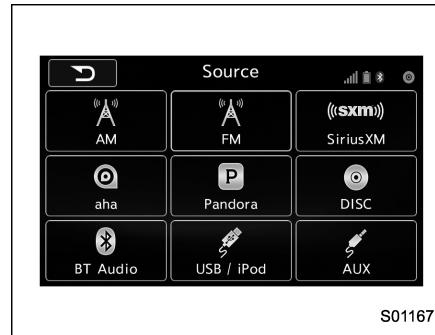 Source
AM
FM
((sxm))
SiriusXM
aha
P
Pandora
DISC
BT Audio
USB / iPod
AUX
S01167